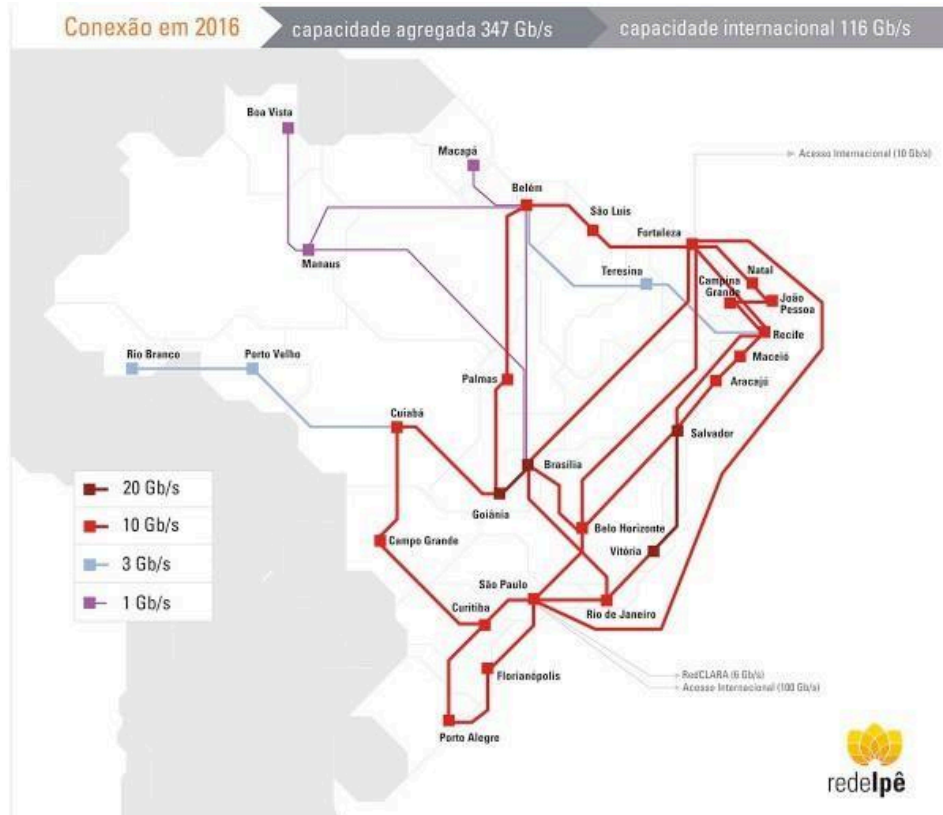 Conexão em 2016
capacidade agregada 347 Gb/s
capacidade internacional 116 Gb/s
Boa Vista
Macapá
Acesso Internacional (10 Gb/s)
Belém
São Luis
Fortaleza
Manaus
Teresina
Campina
Grande
Natal
João
Pessoa
Recife
Rio Branco
Porto Velho
Maceió
Palmas
Aracajú
Cuiabá
Salvador
Brasília
20 Gb/s
Goiânia
10 Gb/s
Belo Horizonte
Campo Grande
Vitória
3 Gb/s
São Paulo
1 Gb/s
Curitiba
Rio de Janeiro
Florianópolis
RedCLARA (6 Gb/s)
Acesso Internacional (100 Gb/s)
Porto Alegre
redeIpê